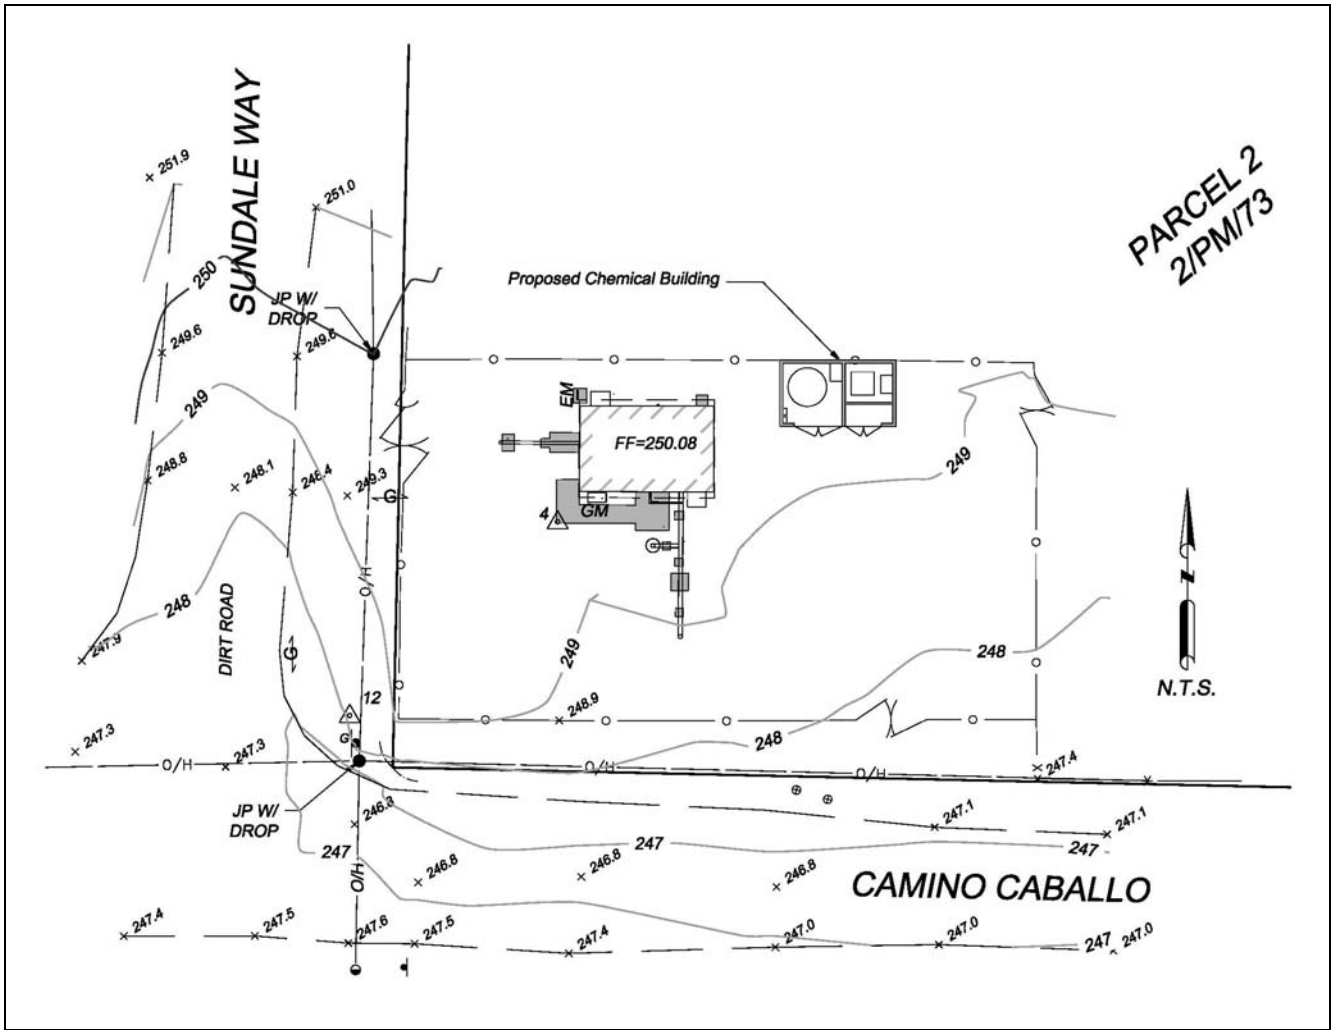 SUNDALE WAY
251.9
251.0
PARCEL 2
2/PM/73
250
Proposed Chemical Building
JP W/
DROP
249.6
249.6
EM
249
FF=250.08
249
248.8
248.1
248.4
249.3
G
4
GM
O/H
248
DIRT ROAD
247.9
G
249
248
N
N.T.S.
12
248.9
G
248
247.3
247.3
O/H
O/H
O/H
247.4
JP W/
DROP
246.3
247.1
247.1
247
247
247
O/H
246.8
246.8
246.8
CAMINO CABALLO
247.4
247.5
247.6
247.5
247.4
247.0
247.0
247
247.0